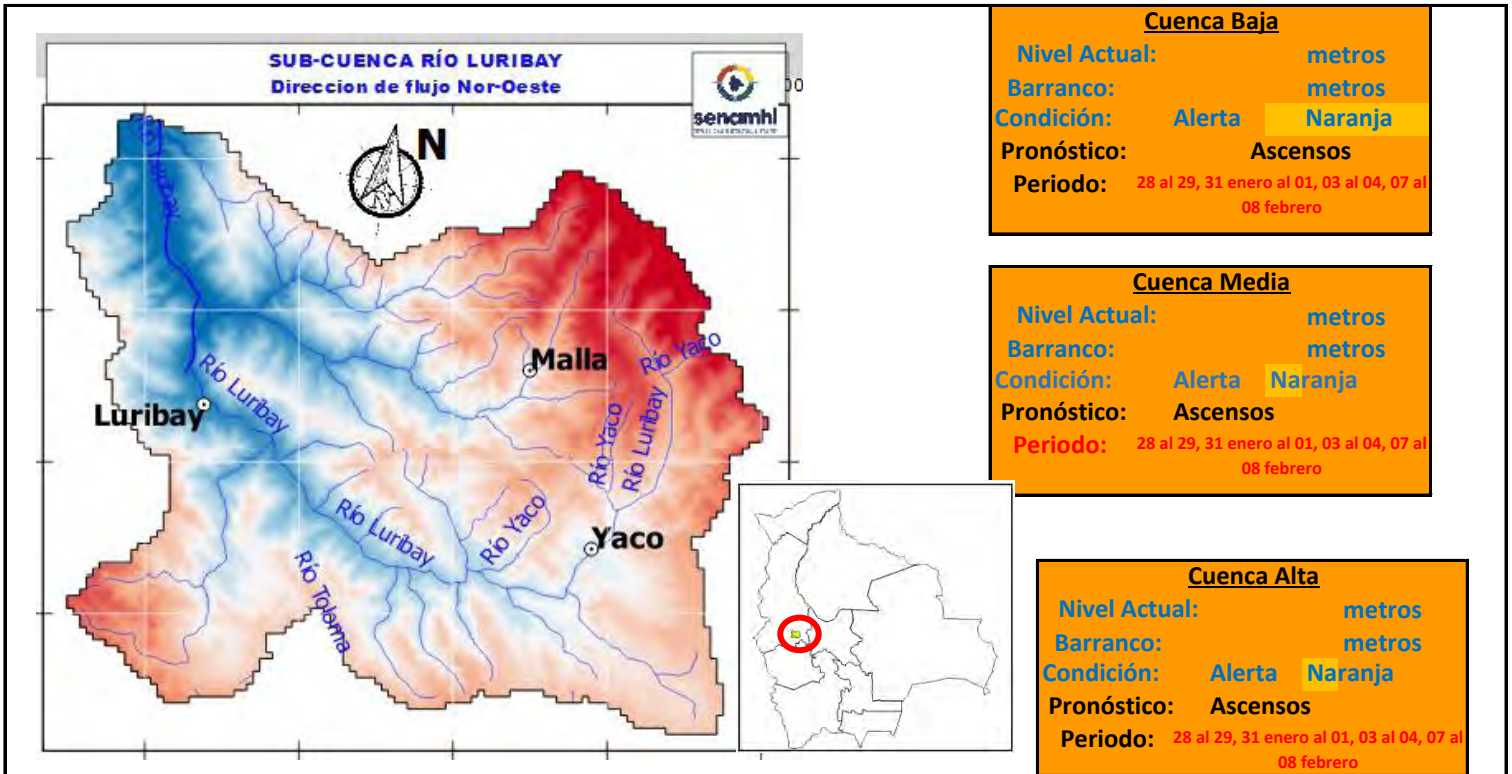 SUB-CUENCA RÍO LURIBAY
Direccion de flujo Nor-Oeste
senamhi
00
N
Río Luribay
Malla
Río Yaco
Luribay
Río Yaco
Río Luribay
Río Luribay
Río Yaco
Yaco
Río Toloma
Cuenca Baja
Nivel Actual: metros
Barranco: metros
Condición: Alerta Naranja
Pronóstico: Ascensos
Periodo: 28 al 29, 31 enero al 01, 03 al 04, 07 al
08 febrero
Cuenca Media
Nivel Actual: metros
Barranco: metros
Condición: Alerta Naranja
Pronóstico: Ascensos
Periodo: 28 al 29, 31 enero al 01, 03 al 04, 07 al
08 febrero
Cuenca Alta
Nivel Actual: metros
Barranco: metros
Condición: Alerta Naranja
Pronóstico: Ascensos
Periodo: 28 al 29, 31 enero al 01, 03 al 04, 07 al
08 febrero